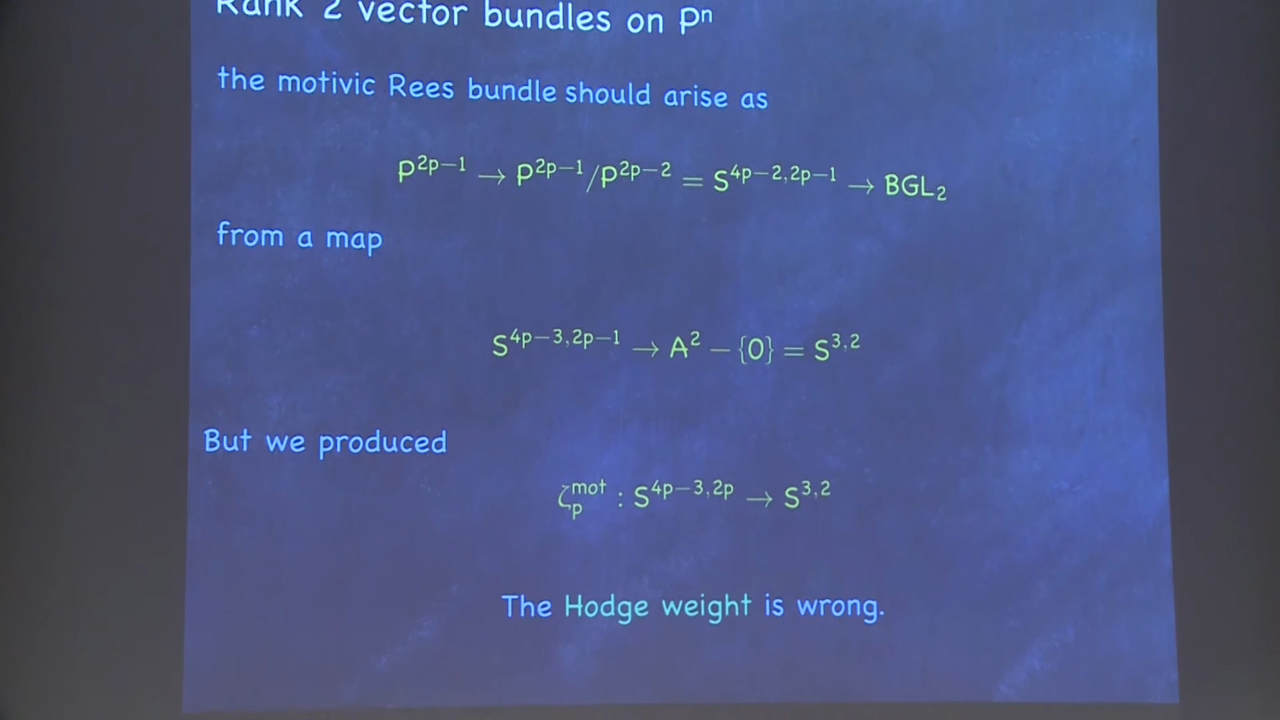 Rank 2 vector bundles on Pⁿ
the motivic Rees bundle should arise as
P^{2p−1} → P^{2p−1}/P^{2p−2} = S^{4p−2,2p−1} → BGL₂
from a map
S^{4p−3,2p−1} → A² − {0} = S^{3,2}
But we produced
ζ_p^{mot} : S^{4p−3,2p} → S^{3,2}
The Hodge weight is wrong.